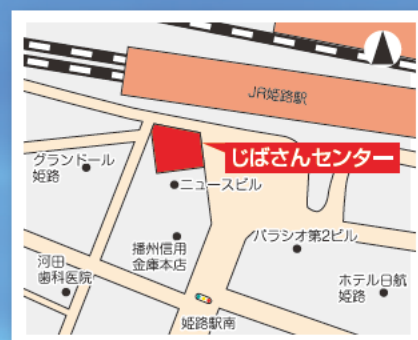 JR姫路駅
じばさんセンター
グランドール
姫路
ニュースビル
播州信用
金庫本店
パラシオ第2ビル
河田
歯科医院
ホテル日航
姫路
姫路駅南